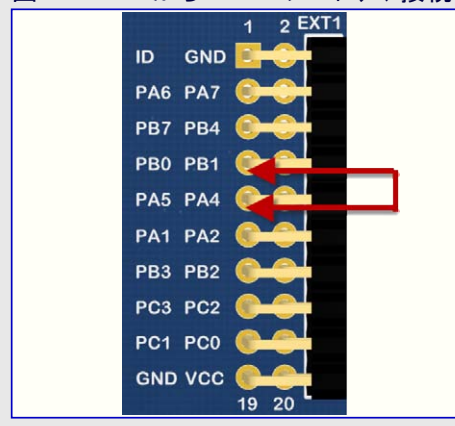 1 2 EXT1
ID GND
PA6 PA7
PB7 PB4
PB0 PB1
PA5 PA4
PA1 PA2
PB3 PB2
PC3 PC2
PC1 PC0
GND VCC
19 20